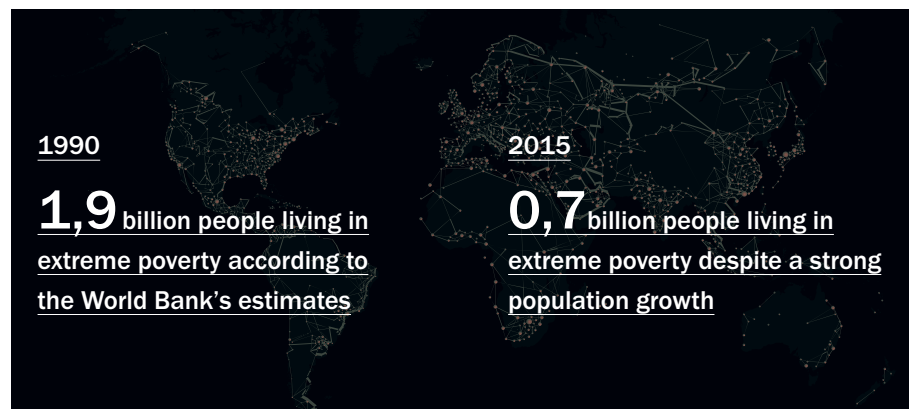 1990
1,9 billion people living in
extreme poverty according to
the World Bank's estimates
2015
0,7 billion people living in
extreme poverty despite a strong
population growth